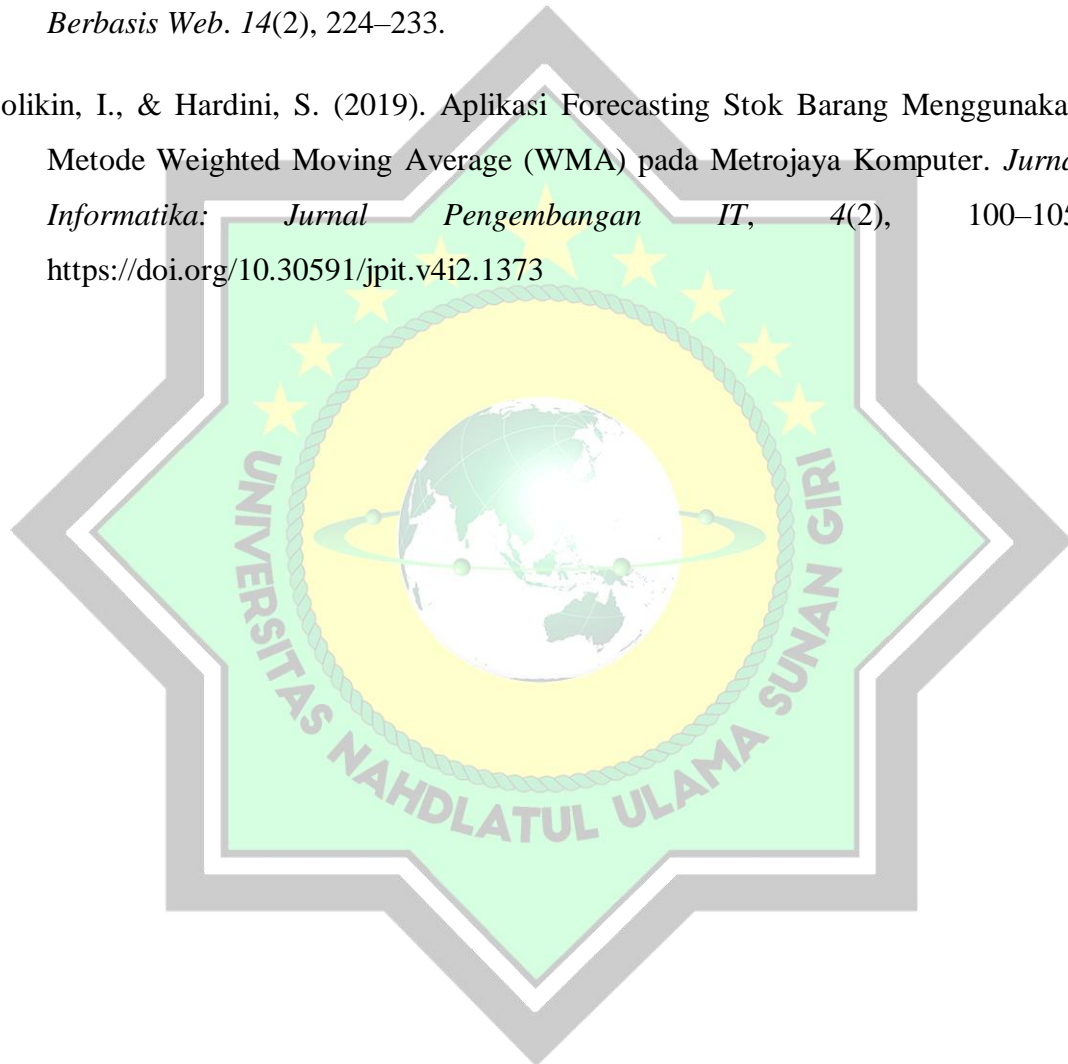 Berbasis Web. 14(2), 224–233.
olikin, I., & Hardini, S. (2019). Aplikasi Forecasting Stok Barang Menggunaka
Metode Weighted Moving Average (WMA) pada Metrojaya Komputer. Jurna
Informatika: Jurnal Pengembangan IT, 4(2), 100–105
https://doi.org/10.30591/jpit.v4i2.1373
UNIVERSITAS NAHDLATUL ULAMA SUNAN GIRI